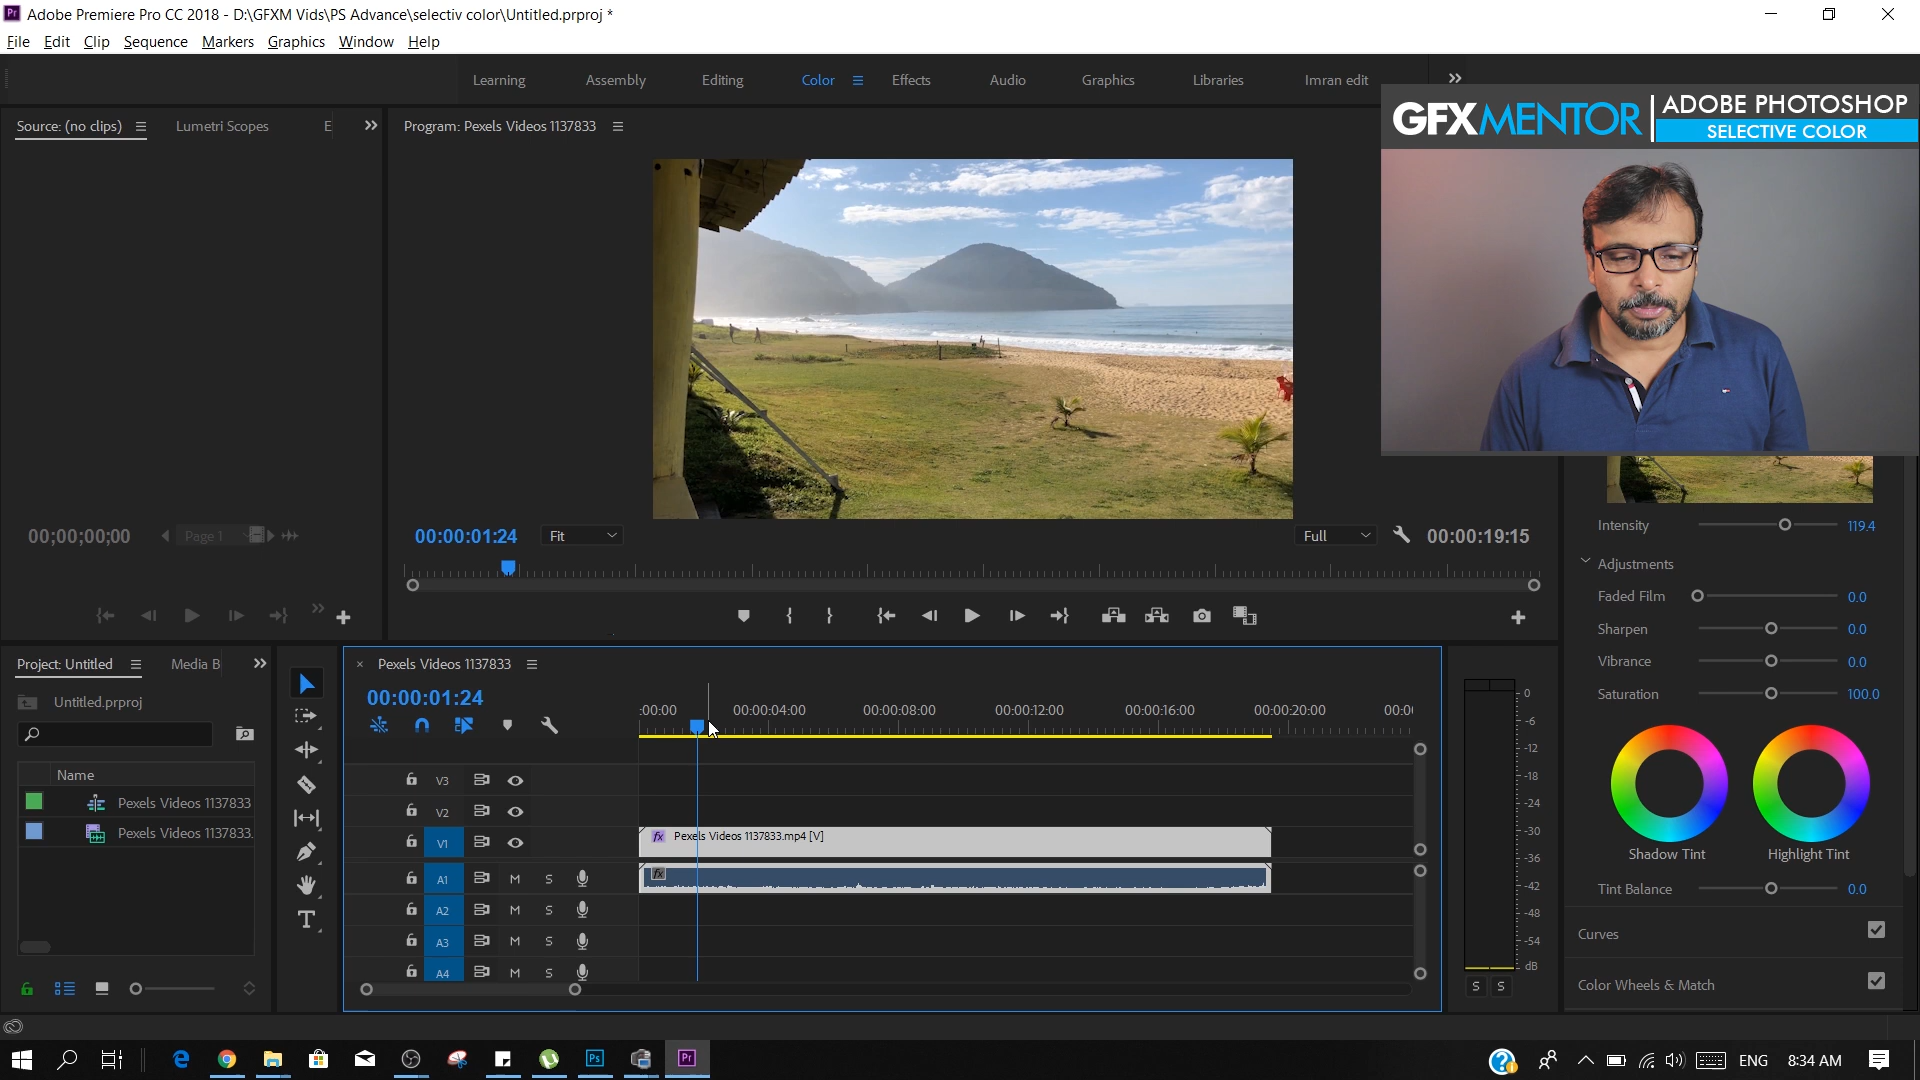 Adobe Premiere Pro CC 2018 - D:\GFXM Vids\PS Advance\selectiv color\Untitled.prproj *
File Edit Clip Sequence Markers Graphics Window Help
Learning Assembly Editing Color Effects Audio Graphics Libraries Imran edit
GFXMENTOR
ADOBE PHOTOSHOP
SELECTIVE COLOR
Source: (no clips) Lumetri Scopes E
Program: Pexels Videos 1137833
00;00;00;00 Page 1
00:00:01:24 Fit Full 00:00:19:15
Intensity 119.4
Adjustments
Faded Film 0.0
Sharpen 0.0
Vibrance 0.0
Saturation 100.0
Shadow Tint Highlight Tint
Tint Balance 0.0
Curves
Color Wheels & Match
Project: Untitled Media B
Untitled.prproj
Name
Pexels Videos 1137833
Pexels Videos 1137833.
Pexels Videos 1137833
00:00:01:24
:00:00 00:00:04:00 00:00:08:00 00:00:12:00 00:00:16:00 00:00:20:00 00:0
V3
V2
V1 fx Pexels Videos 1137833.mp4 [V]
A1 M S fx
A2 M S
A3 M S
A4 M S
0
-6
-12
-18
-24
-30
-36
-42
-48
-54
dB
S S
Ps Pr ENG 8:34 AM